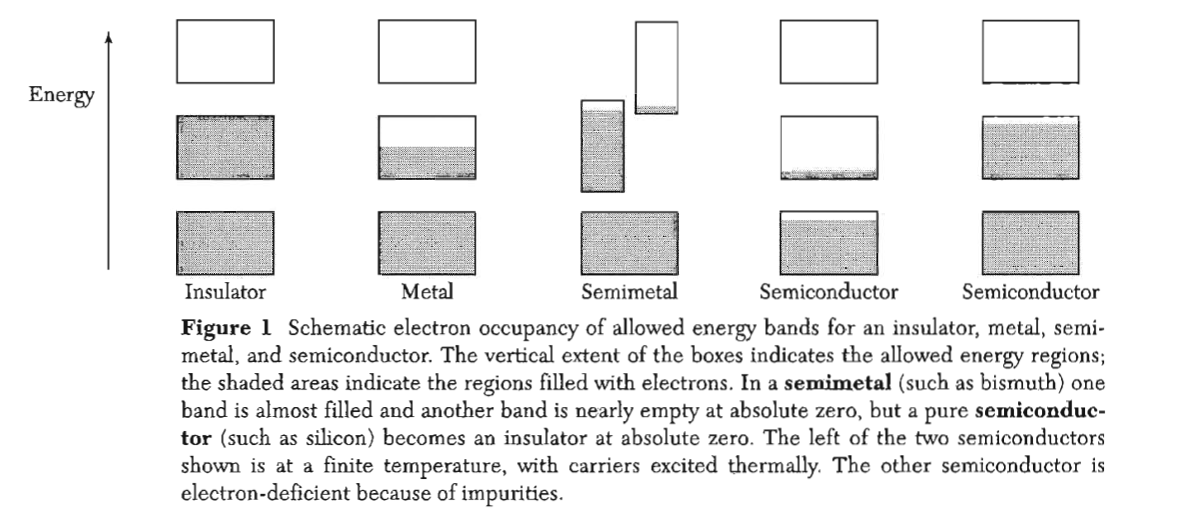 Energy
Insulator
Metal
Semimetal
Semiconductor
Semiconductor
Figure 1 Schematic electron occupancy of allowed energy bands for an insulator, metal, semi-
metal, and semiconductor. The vertical extent of the boxes indicates the allowed energy regions;
the shaded areas indicate the regions filled with electrons. In a semimetal (such as bismuth) one
band is almost filled and another band is nearly empty at absolute zero, but a pure semiconduc-
tor (such as silicon) becomes an insulator at absolute zero. The left of the two semiconductors
shown is at a finite temperature, with carriers excited thermally. The other semiconductor is
electron-deficient because of impurities.